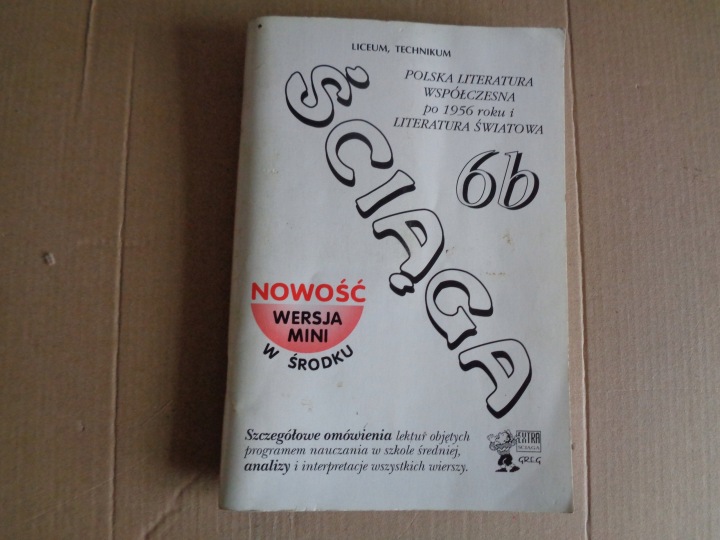 LICEUM, TECHNIKUM
POLSKA LITERATURA
WSPÓŁCZESNA
po 1956 roku i
LITERATURA ŚWIATOWA
6b
ŚCIĄGA
NOWOŚĆ
WERSJA
MINI
W ŚRODKU
Szczegółowe omówienia lektur objętych
programem nauczania w szkole średniej,
analizy i interpretacje wszystkich wierszy.
EXTRA
ŚCIĄGA
GREG